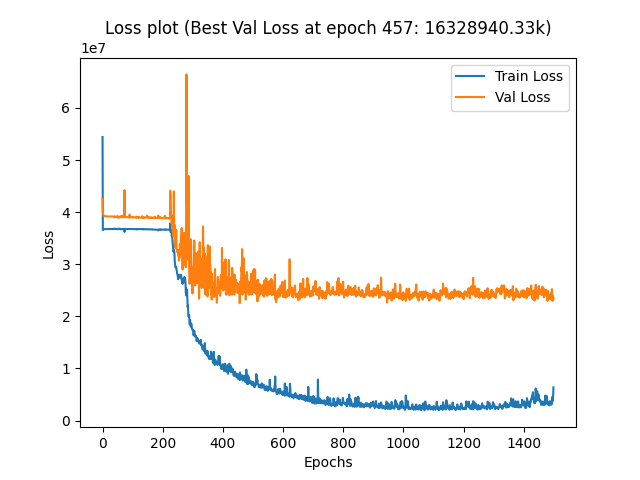 Loss plot (Best Val Loss at epoch 457: 16328940.33k)
1e7
Train Loss
Val Loss
6
5
4
3
2
1
0
Loss
0 200 400 600 800 1000 1200 1400
Epochs